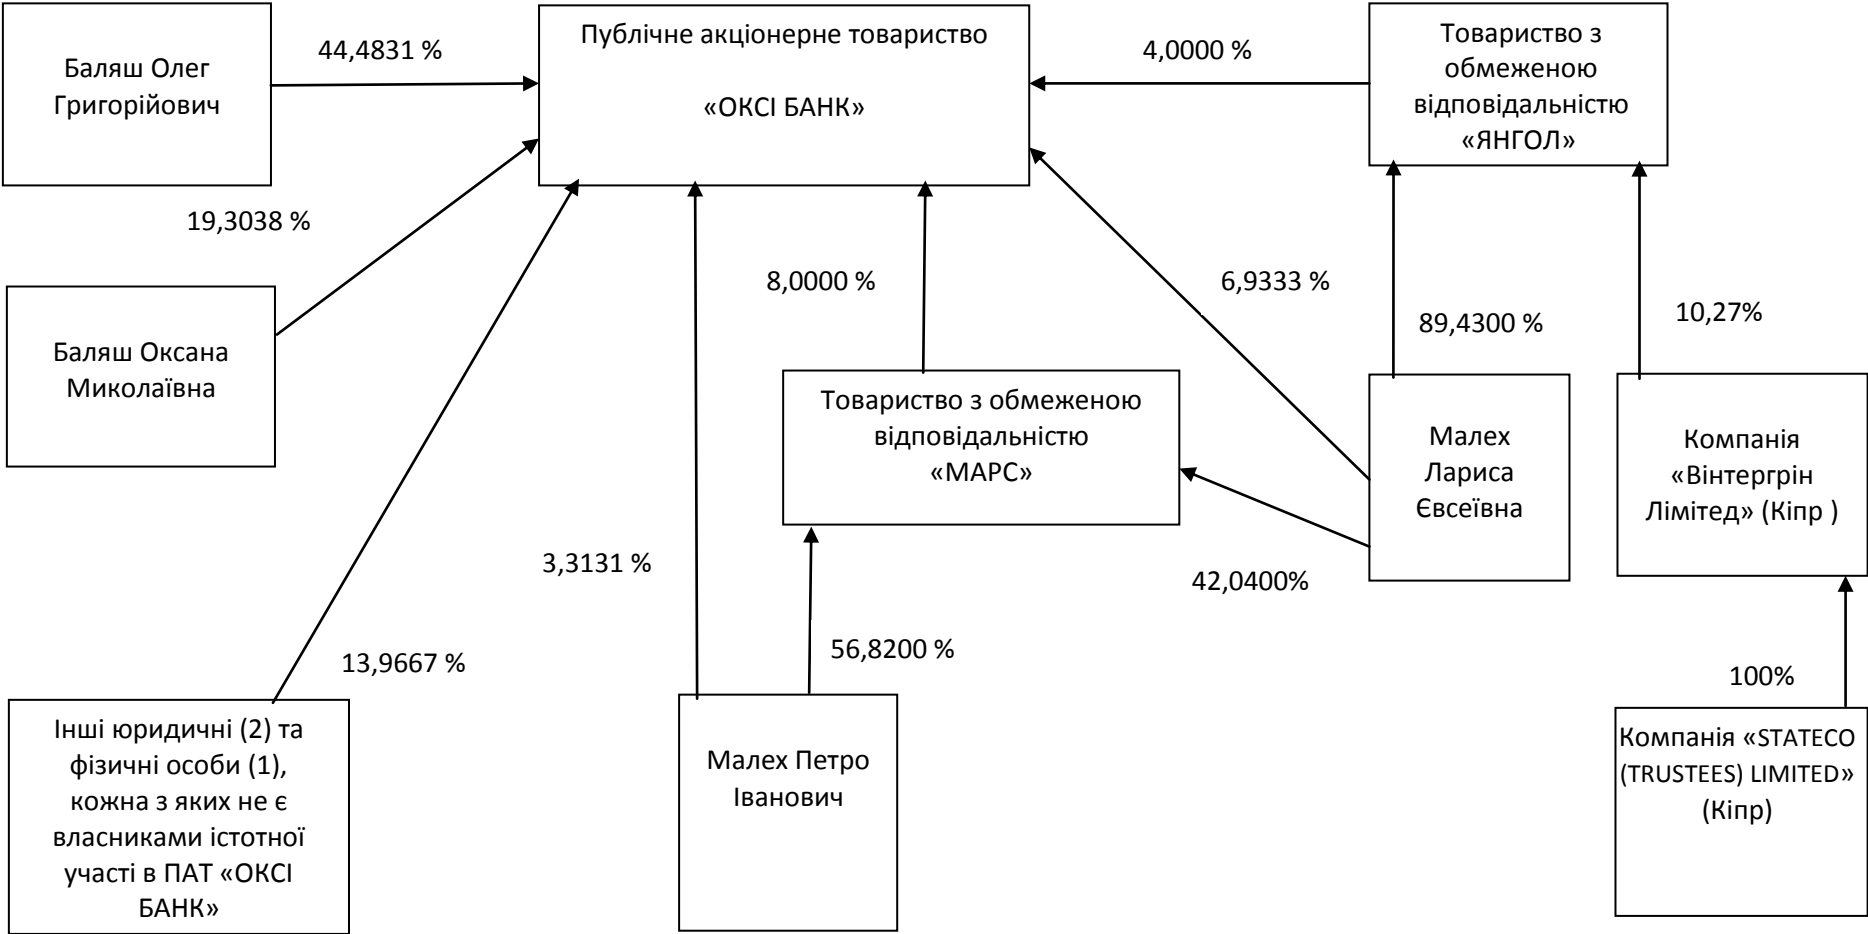 Баляш Олег
Григорійович
44,4831 %
Публічне акціонерне товариство
«ОКСІ БАНК»
4,0000 %
Товариство з
обмеженою
відповідальністю
«ЯНГОЛ»
19,3038 %
Баляш Оксана
Миколаївна
8,0000 %
6,9333 %
89,4300 %
10,27%
Товариство з обмеженою
відповідальністю
«МАРС»
Малех
Лариса
Євсеївна
Компанія
«Вінтергрін
Лімітед» (Кіпр )
3,3131 %
42,0400%
13,9667 %
56,8200 %
100%
Інші юридичні (2) та
фізичні особи (1),
кожна з яких не є
власниками істотної
участі в ПАТ «ОКСІ
БАНК»
Малех Петро
Іванович
Компанія «STATECO
(TRUSTEES) LIMITED»
(Кіпр)